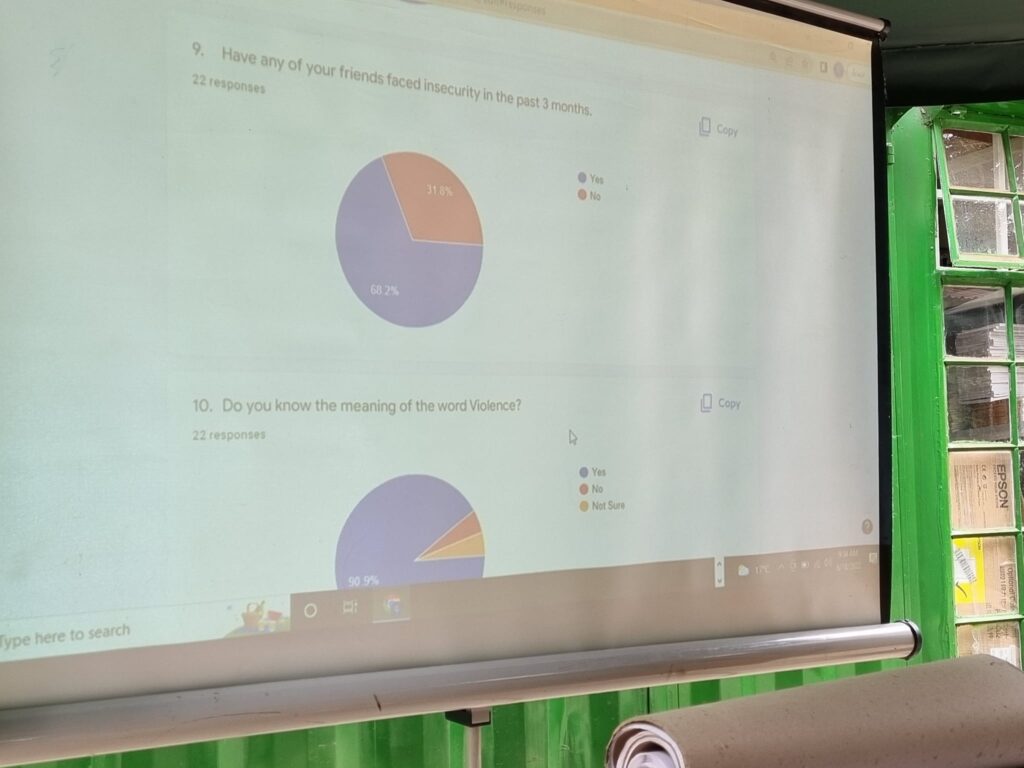 9. Have any of your friends faced insecurity in the past 3 months.
22 responses
Copy
31.8%
68.2%
Yes
No
10. Do you know the meaning of the word Violence?
22 responses
Copy
Yes
No
Not Sure
90.9%
Type here to search
17°C
EPSON